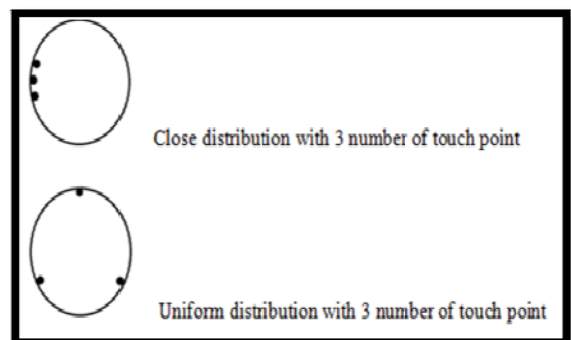 Close distribution with 3 number of touch point
Uniform distribution with 3 number of touch point